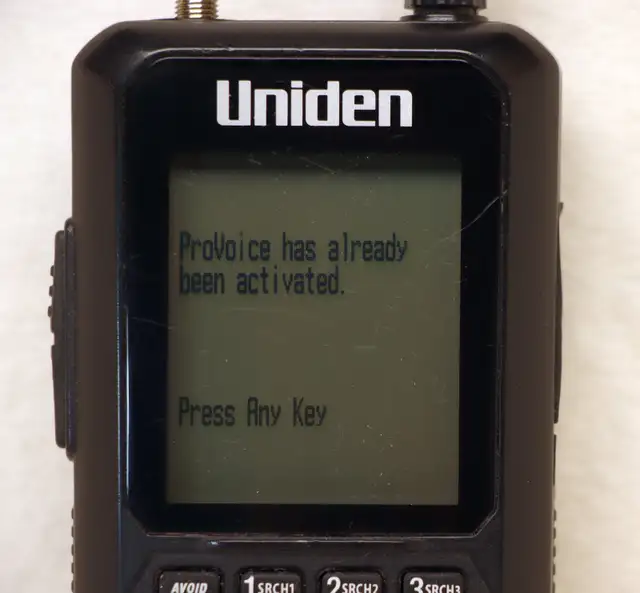 Uniden
ProVoice has already
been activated.
Press Any Key
AVOID 1SRCH1 2SRCH2 3SRCH3